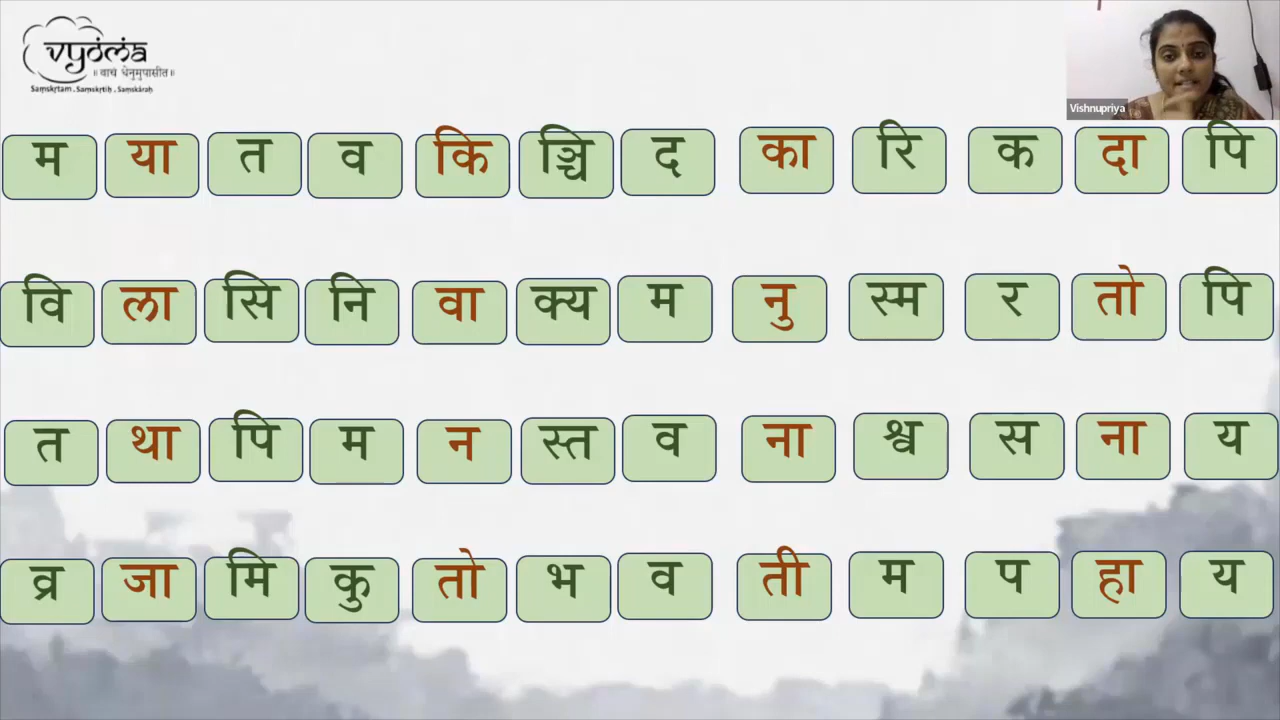 vyoma
॥ वाचं धेनुमुपासीत॥
Saṃskṛtam . Saṃskṛtiḥ . Saṃskāraḥ
Vishnupriya
म या त व कि ञ्चि द का रि क दा पि
वि ला सि नि वा क्य म नु स्म र तो पि
त था पि म न स्त व ना श्व स ना य
व्र जा मि कु तो भ व ती म प हा य